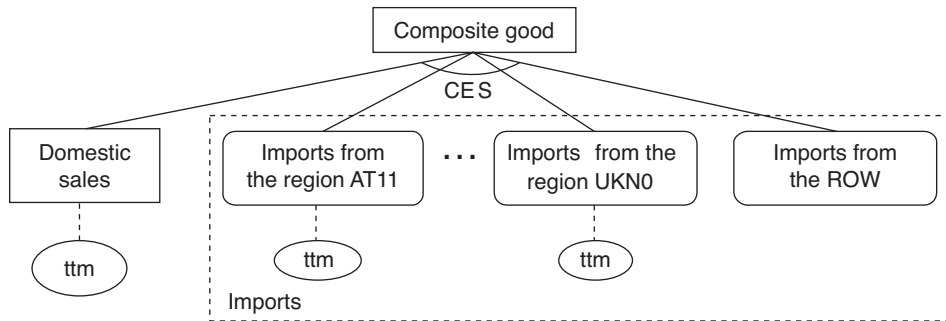 Composite good
CES
Domestic
sales
Imports from
the region AT11
...
Imports from the
region UKN0
Imports from
the ROW
ttm
ttm
ttm
Imports